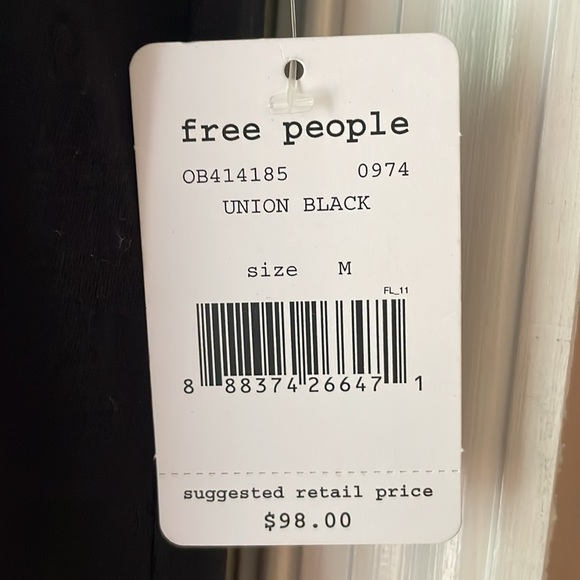 free people
OB414185 0974
UNION BLACK
size M
FL_11
8 88374 26647 1
suggested retail price
$98.00